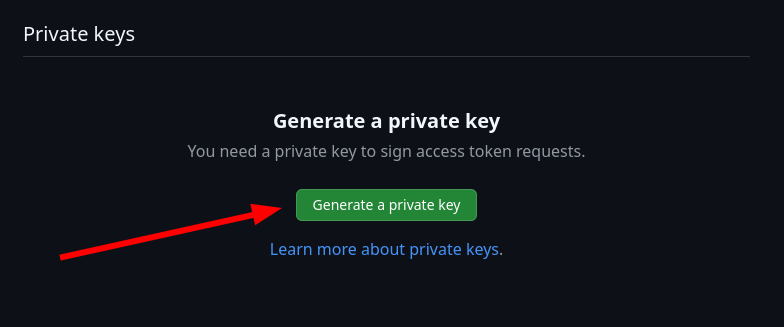 Private keys
Generate a private key
You need a private key to sign access token requests.
Generate a private key
Learn more about private keys.